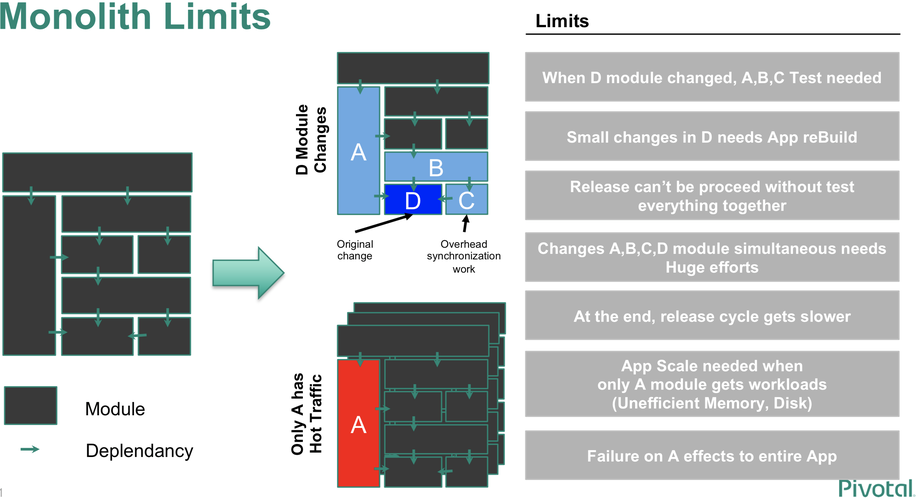 Monolith Limits
Limits
D Module
Changes
A
B
D
C
Original
change
Overhead
synchronization
work
Only A has
Hot Traffic
A
Module
Deplendancy
When D module changed, A,B,C Test needed
Small changes in D needs App reBuild
Release can’t be proceed without test
everything together
Changes A,B,C,D module simultaneous needs
Huge efforts
At the end, release cycle gets slower
App Scale needed when
only A module gets workloads
(Unefficient Memory, Disk)
Failure on A effects to entire App
Pivotal